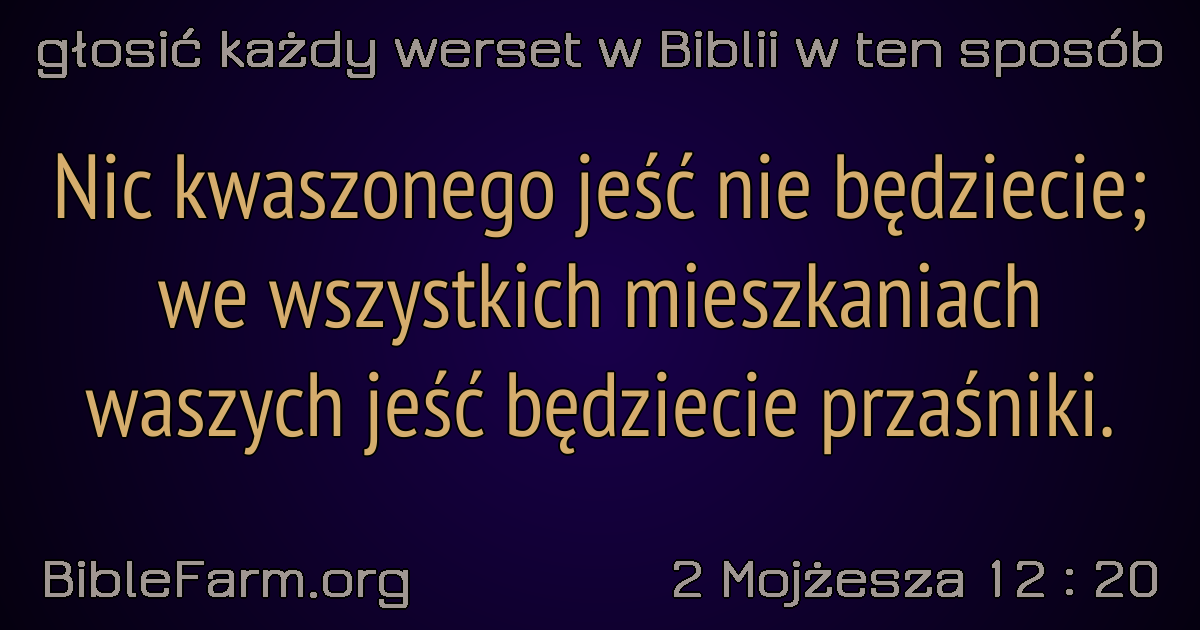 głosić każdy werset w Biblii w ten sposób
Nic kwaszonego jeść nie będziecie;
we wszystkich mieszkaniach
waszych jeść będziecie przaśniki.
BibleFarm.org
2 Mojżesza 12 : 20